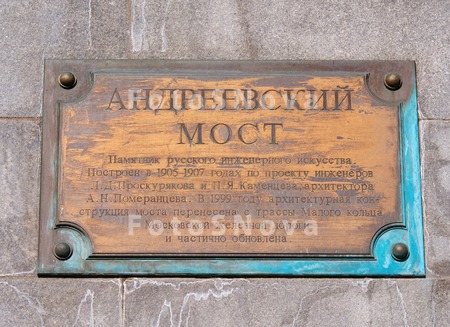 АНДРЕЕВСКИЙ
МОСТ
Памятник русского инженерного искусства.
Построен в 1905-1907 годах по проекту инженеров
Л.Д.Проскурякова и П.Я.Каменцева, архитектора
А.Н.Померанцева. В 1999 году архитектурная кон-
струкция моста перенесена с трассы Малого кольца
Московской железной дороги
и частично обновлена.